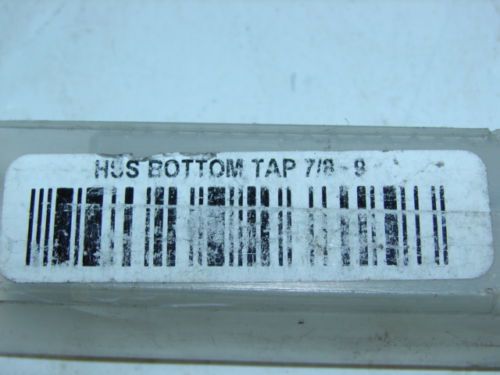 HSS BOTTOM TAP 7/8 - 9